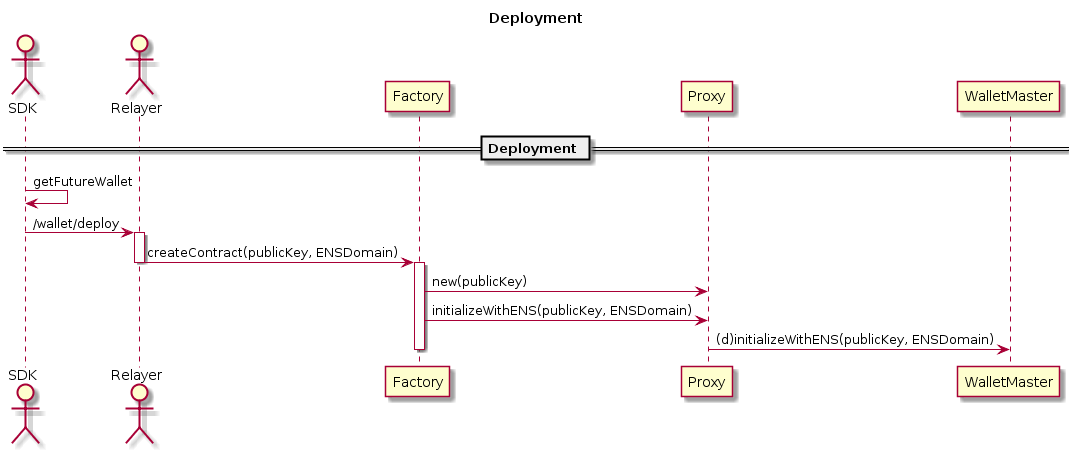 Deployment
SDK
Relayer
Factory
Proxy
WalletMaster
Deployment
getFutureWallet
/wallet/deploy
createContract(publicKey, ENSDomain)
new(publicKey)
initializeWithENS(publicKey, ENSDomain)
(d)initializeWithENS(publicKey, ENSDomain)
SDK
Relayer
Factory
Proxy
WalletMaster